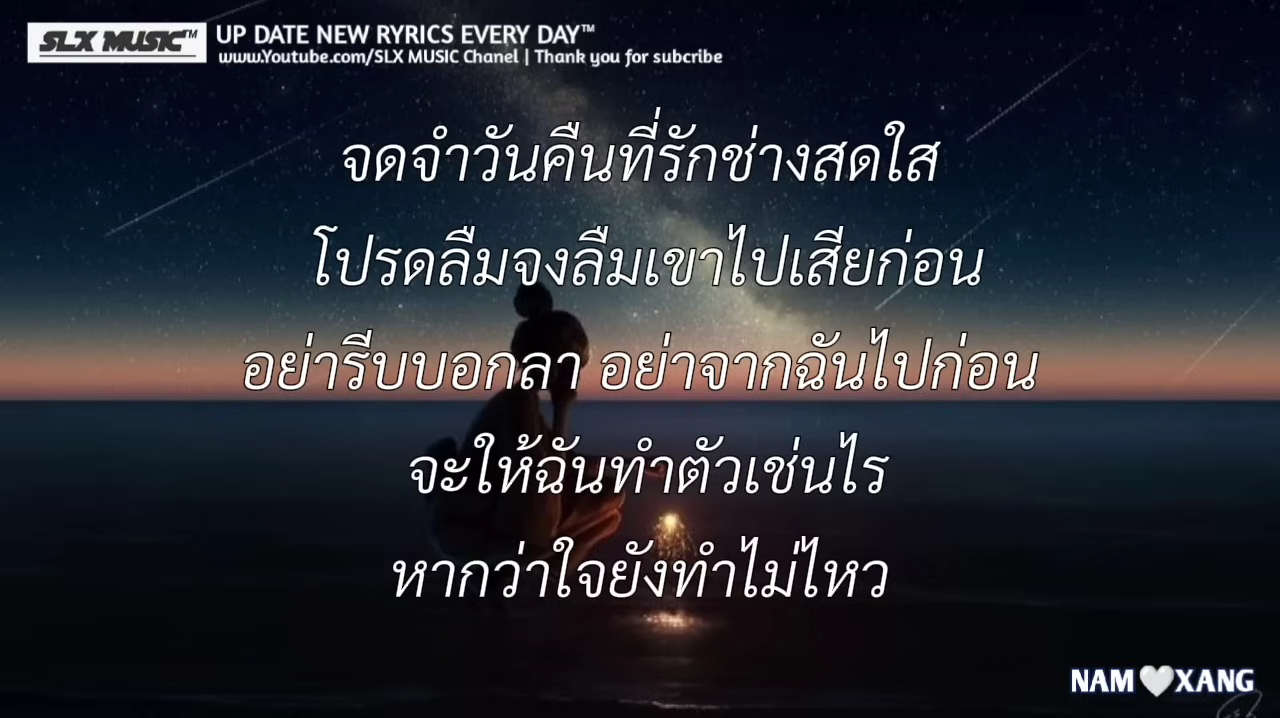 SLX MUSIC™
UP DATE NEW RYRICS EVERY DAY™
www.Youtube.com/SLX MUSIC Chanel | Thank you for subcribe
จดจำวันคืนที่รักช่างสดใส
โปรดลืมจงลืมเขาไปเสียก่อน
อย่ารีบบอกลา อย่าจากฉันไปก่อน
จะให้ฉันทำตัวเช่นไร
หากว่าใจยังทำไม่ไหว
NAM🤍XANG